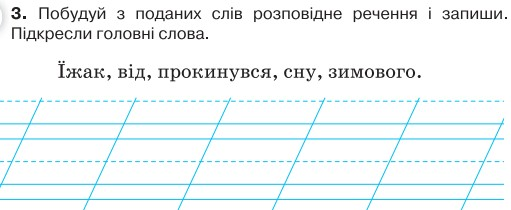 3. Побудуй з поданих слів розповідне речення і запиши.
Підкресли головні слова.
Їжак, від, прокинувся, сну, зимового.